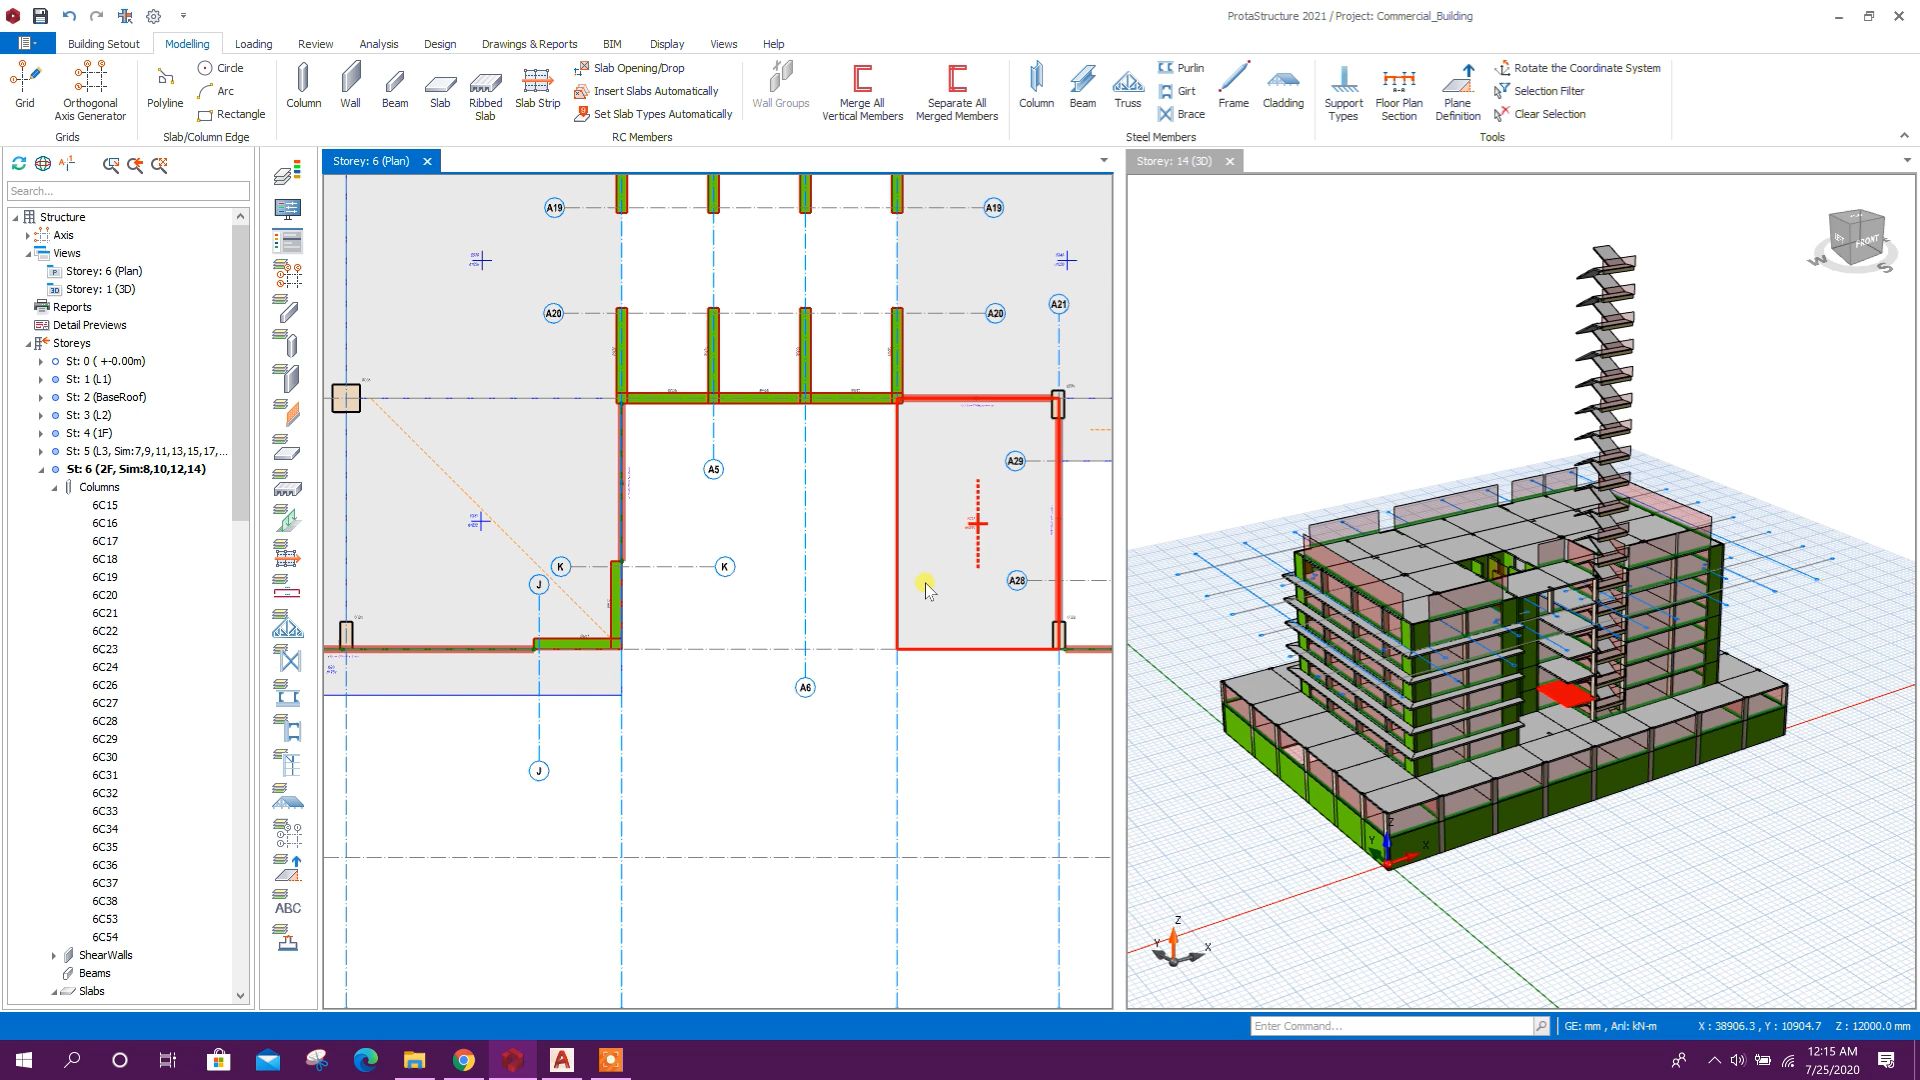 ProtaStructure 2021 / Project: Commercial_Building
Building Setout
Modelling
Loading
Review
Analysis
Design
Drawings & Reports
BIM
Display
Views
Help
Grid
Orthogonal
Axis Generator
Grids
Polyline
Circle
Arc
Rectangle
Slab/Column Edge
Column
Wall
Beam
Slab
Ribbed
Slab
Slab Strip
Slab Opening/Drop
Insert Slabs Automatically
Set Slab Types Automatically
RC Members
Wall Groups
Merge All
Vertical Members
Separate All
Merged Members
Column
Beam
Truss
Purlin
Girt
Brace
Frame
Cladding
Steel Members
Support
Types
Floor Plan
Section
Plane
Definition
Rotate the Coordinate System
Selection Filter
Clear Selection
Tools
Search...
Structure
Axis
Views
Storey: 6 (Plan)
Storey: 1 (3D)
Reports
Detail Previews
Storeys
St: 0 ( +-0.00m)
St: 1 (L1)
St: 2 (BaseRoof)
St: 3 (L2)
St: 4 (1F)
St: 5 (L3, Sim:7,9,11,13,15,17,...
St: 6 (2F, Sim:8,10,12,14)
Columns
6C15
6C16
6C17
6C18
6C19
6C20
6C21
6C22
6C23
6C24
6C26
6C27
6C28
6C29
6C30
6C31
6C32
6C33
6C34
6C35
6C36
6C37
6C38
6C53
6C54
ShearWalls
Beams
Slabs
ABC
Storey: 6 (Plan)
A19
A19
A20
A20
A21
A5
A29
K
K
J
A28
A6
J
Storey: 14 (3D)
FRONT
W
S
Z
Y
X
Z
Y
X
Enter Command...
GE: mm , Anl: kN-m
X : 38906.3 , Y : 10904.7
Z : 12000.0 mm
12:15 AM
7/25/2020